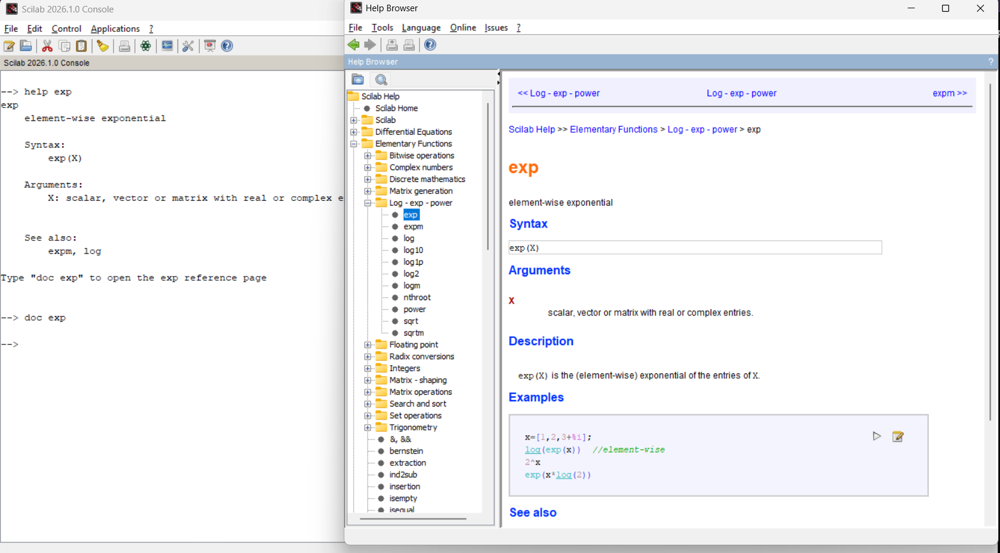 Scilab 2026.1.0 Console
File Edit Control Applications ?
Scilab 2026.1.0 Console
--> help exp
exp
element-wise exponential
Syntax:
exp(X)
Arguments:
X: scalar, vector or matrix with real or complex e
See also:
expm, log
Type "doc exp" to open the exp reference page
--> doc exp
-->
Help Browser
File Tools Language Online Issues ?
Help Browser ?
Scilab Help
Scilab Home
Scilab
Differential Equations
Elementary Functions
Bitwise operations
Complex numbers
Discrete mathematics
Matrix generation
Log - exp - power
exp
expm
log
log10
log1p
log2
logm
nthroot
power
sqrt
sqrtm
Floating point
Radix conversions
Integers
Matrix - shaping
Matrix operations
Search and sort
Set operations
Trigonometry
&, &&
bernstein
extraction
ind2sub
insertion
isempty
isequal
<< Log - exp - power Log - exp - power expm >>
Scilab Help >> Elementary Functions > Log - exp - power > exp
exp
element-wise exponential
Syntax
exp(X)
Arguments
X
scalar, vector or matrix with real or complex entries.
Description
exp(X) is the (element-wise) exponential of the entries of X.
Examples
x=[1,2,3+%i];
log(exp(x)) //element-wise
2^x
exp(x*log(2))
See also